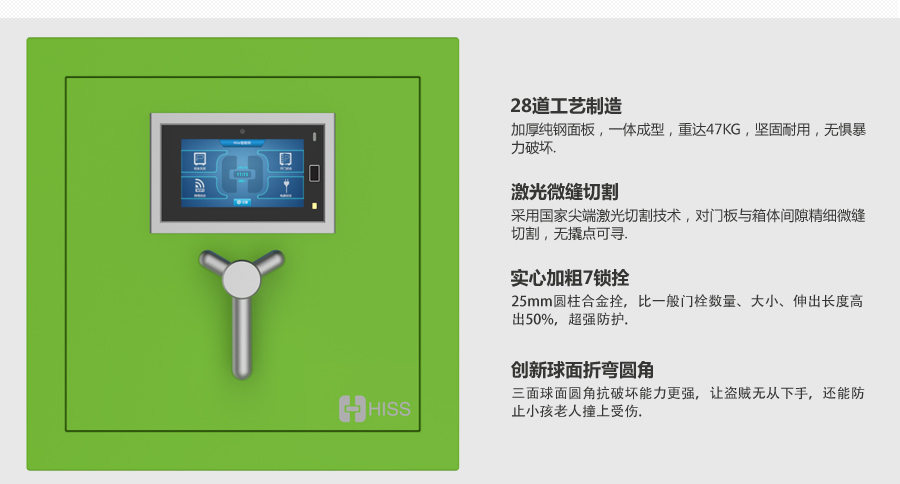 HISS
HISS
28道工艺制造
加厚纯钢面板，一体成型，重达47KG，坚固耐用，无惧暴
力破坏.
激光微缝切割
采用国家尖端激光切割技术，对门板与箱体间隙精细微缝
切割，无撬点可寻.
实心加粗7锁拴
25mm圆柱合金拴，比一般门栓数量、大小、伸出长度高
出50%，超强防护.
创新球面折弯圆角
三面球面圆角抗破坏能力更强，让盗贼无从下手，还能防
止小孩老人撞上受伤.